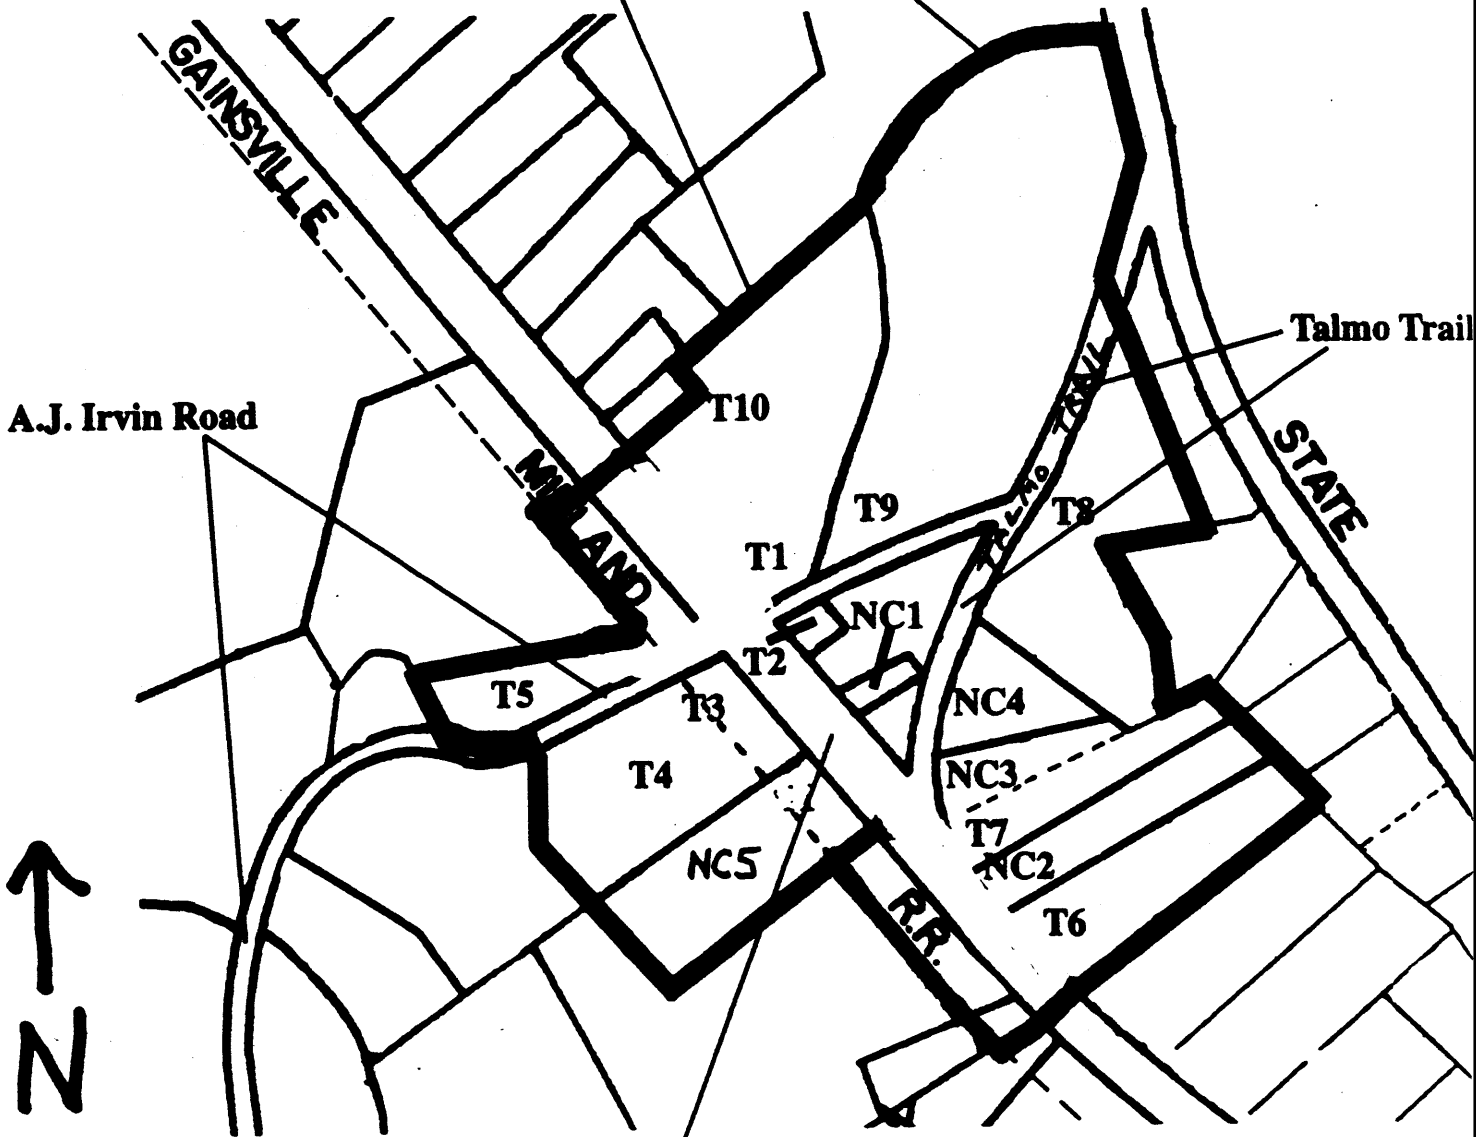 GAINSVILLE
Talmo Trail
A.J. Irvin Road
T10
TALMO TRAIL
STATE
MIDLAND
T9
T8
T1
NC1
T2
T5
T3
NC4
T4
NC3
T7
NC5
NC2
R.R.
T6
N